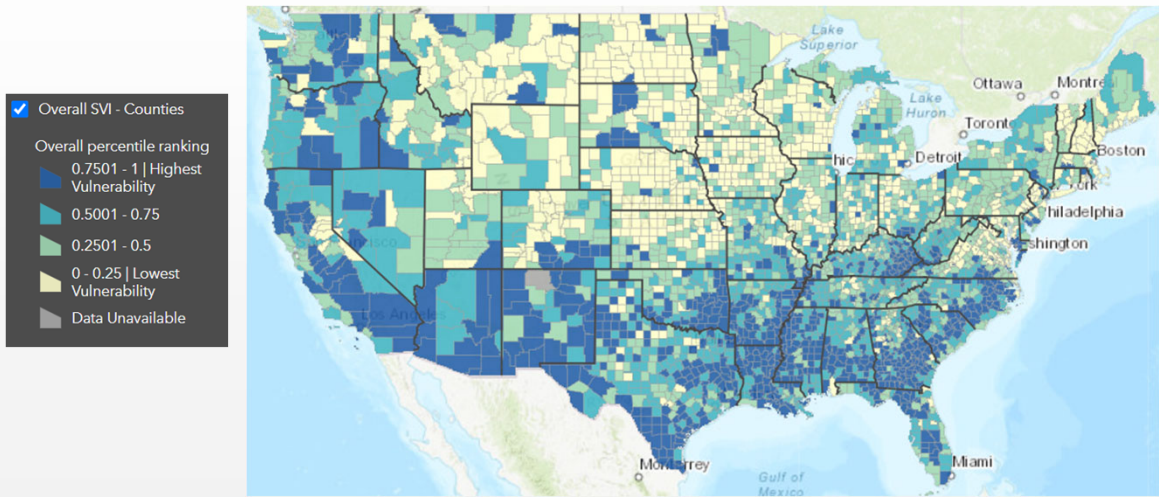 Overall SVI - Counties
Overall percentile ranking
0.7501 - 1 | Highest
Vulnerability
0.5001 - 0.75
0.2501 - 0.5
0 - 0.25 | Lowest
Vulnerability
Data Unavailable
Lake
Superior
Ottawa
Montre
Lake
Huron
Toront
hic
Detroit
Boston
ork
hiladelphia
shington
ncisco
Los Angeles
Monterrey
Miami
Gulf of
Mexico